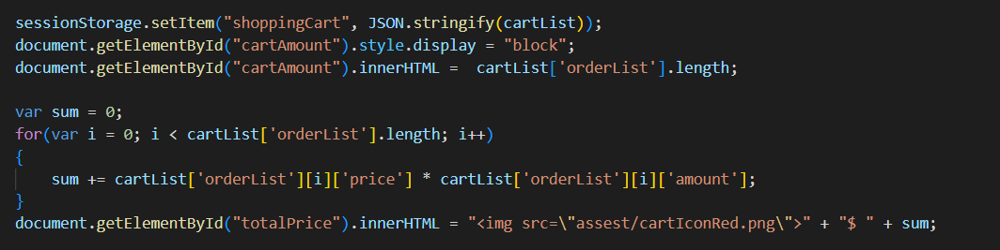 sessionStorage.setItem("shoppingCart", JSON.stringify(cartList));
document.getElementById("cartAmount").style.display = "block";
document.getElementById("cartAmount").innerHTML =  cartList['orderList'].length;

var sum = 0;
for(var i = 0; i < cartList['orderList'].length; i++)
{
    sum += cartList['orderList'][i]['price'] * cartList['orderList'][i]['amount'];
}
document.getElementById("totalPrice").innerHTML = "<img src=\"assest/cartIconRed.png\">" + "$ " + sum;